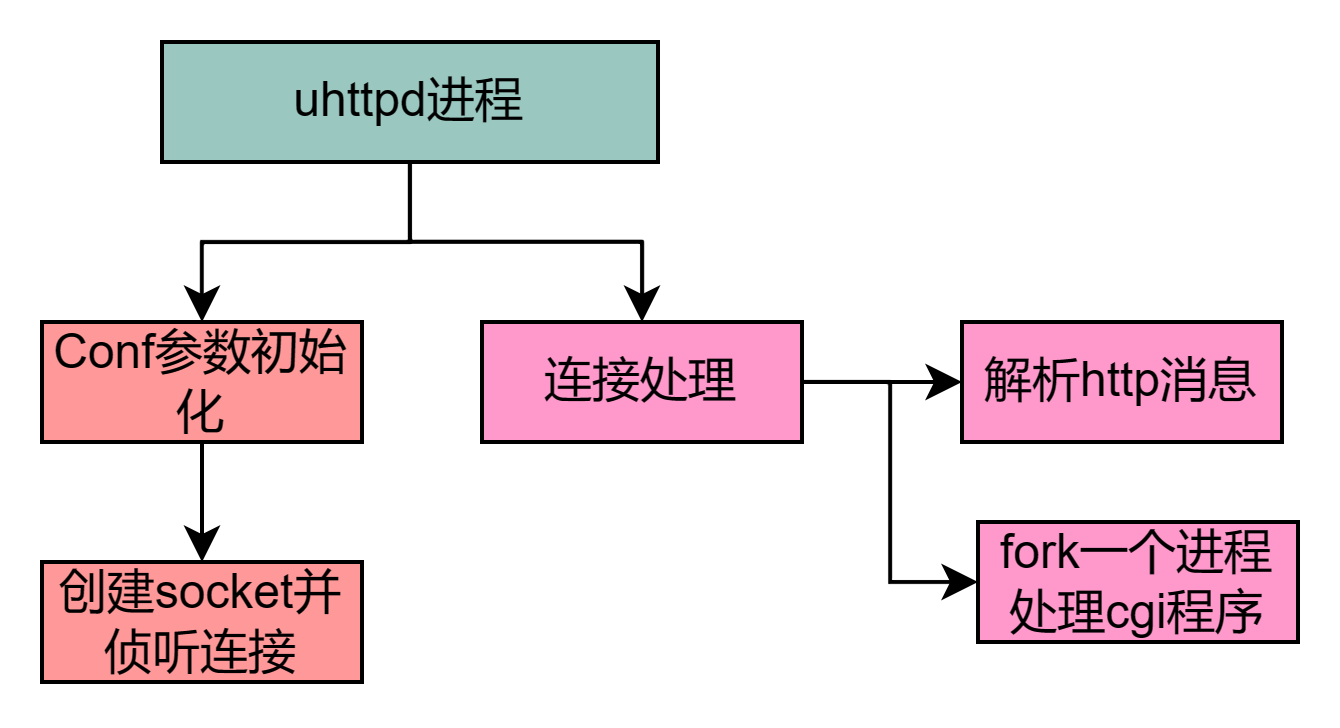 uhttpd进程
Conf参数初始
化
连接处理
解析http消息
创建socket并
侦听连接
fork一个进程
处理cgi程序